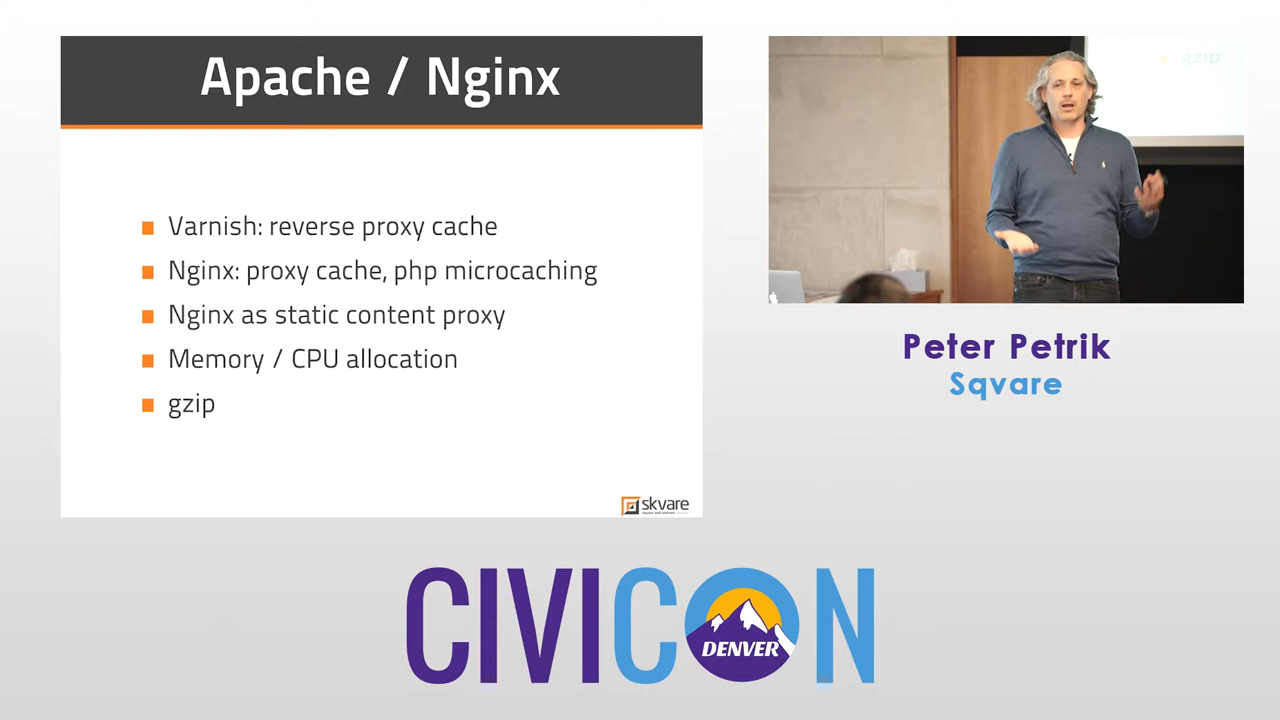 Apache / Nginx
Varnish: reverse proxy cache
Nginx: proxy cache, php microcaching
Nginx as static content proxy
Memory / CPU allocation
gzip
skvare
gzip
Peter Petrik
Sqvare
CIVICON
DENVER